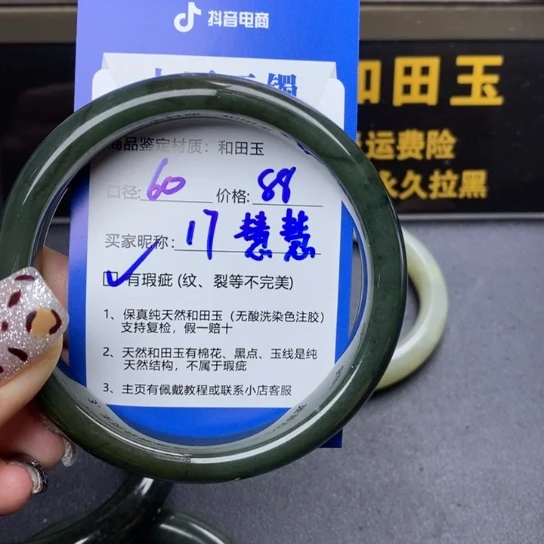 抖音电商
和田玉
运费险
永久拉黑
商品鉴定材质：和田玉
口径: 60 价格: 88
买家昵称: 17 慧慧
有瑕疵 (纹、裂等不完美)
1、保真纯天然和田玉（无酸洗染色注胶）
支持复检，假一赔十
2、天然和田玉有棉花、黑点、玉线是纯
天然结构，不属于瑕疵
3、主页有佩戴教程或联系小店客服